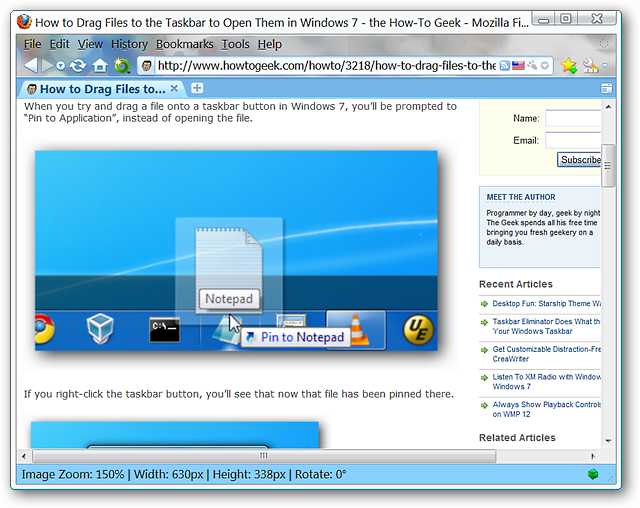 How to Drag Files to the Taskbar to Open Them in Windows 7 - the How-To Geek - Mozilla Fi...
File Edit View History Bookmarks Tools Help
http://www.howtogeek.com/howto/3218/how-to-drag-files-to-the
How to Drag Files to...
When you try and drag a file onto a taskbar button in Windows 7, you'll be prompted to
“Pin to Application”, instead of opening the file.
Notepad
C:\
Pin to Notepad
UE
If you right-click the taskbar button, you'll see that now that file has been pinned there.
Name:
Email:
Subscribe
MEET THE AUTHOR
Programmer by day, geek by night
The Geek spends all his free time
bringing you fresh geekery on a
daily basis.
Recent Articles
Desktop Fun: Starship Theme W
Taskbar Eliminator Does What th
Your Windows Taskbar
Get Customizable Distraction-Fre
CreaWriter
Listen To XM Radio with Window
Windows 7
Always Show Playback Controls
on WMP 12
Related Articles
Image Zoom: 150% | Width: 630px | Height: 338px | Rotate: 0°